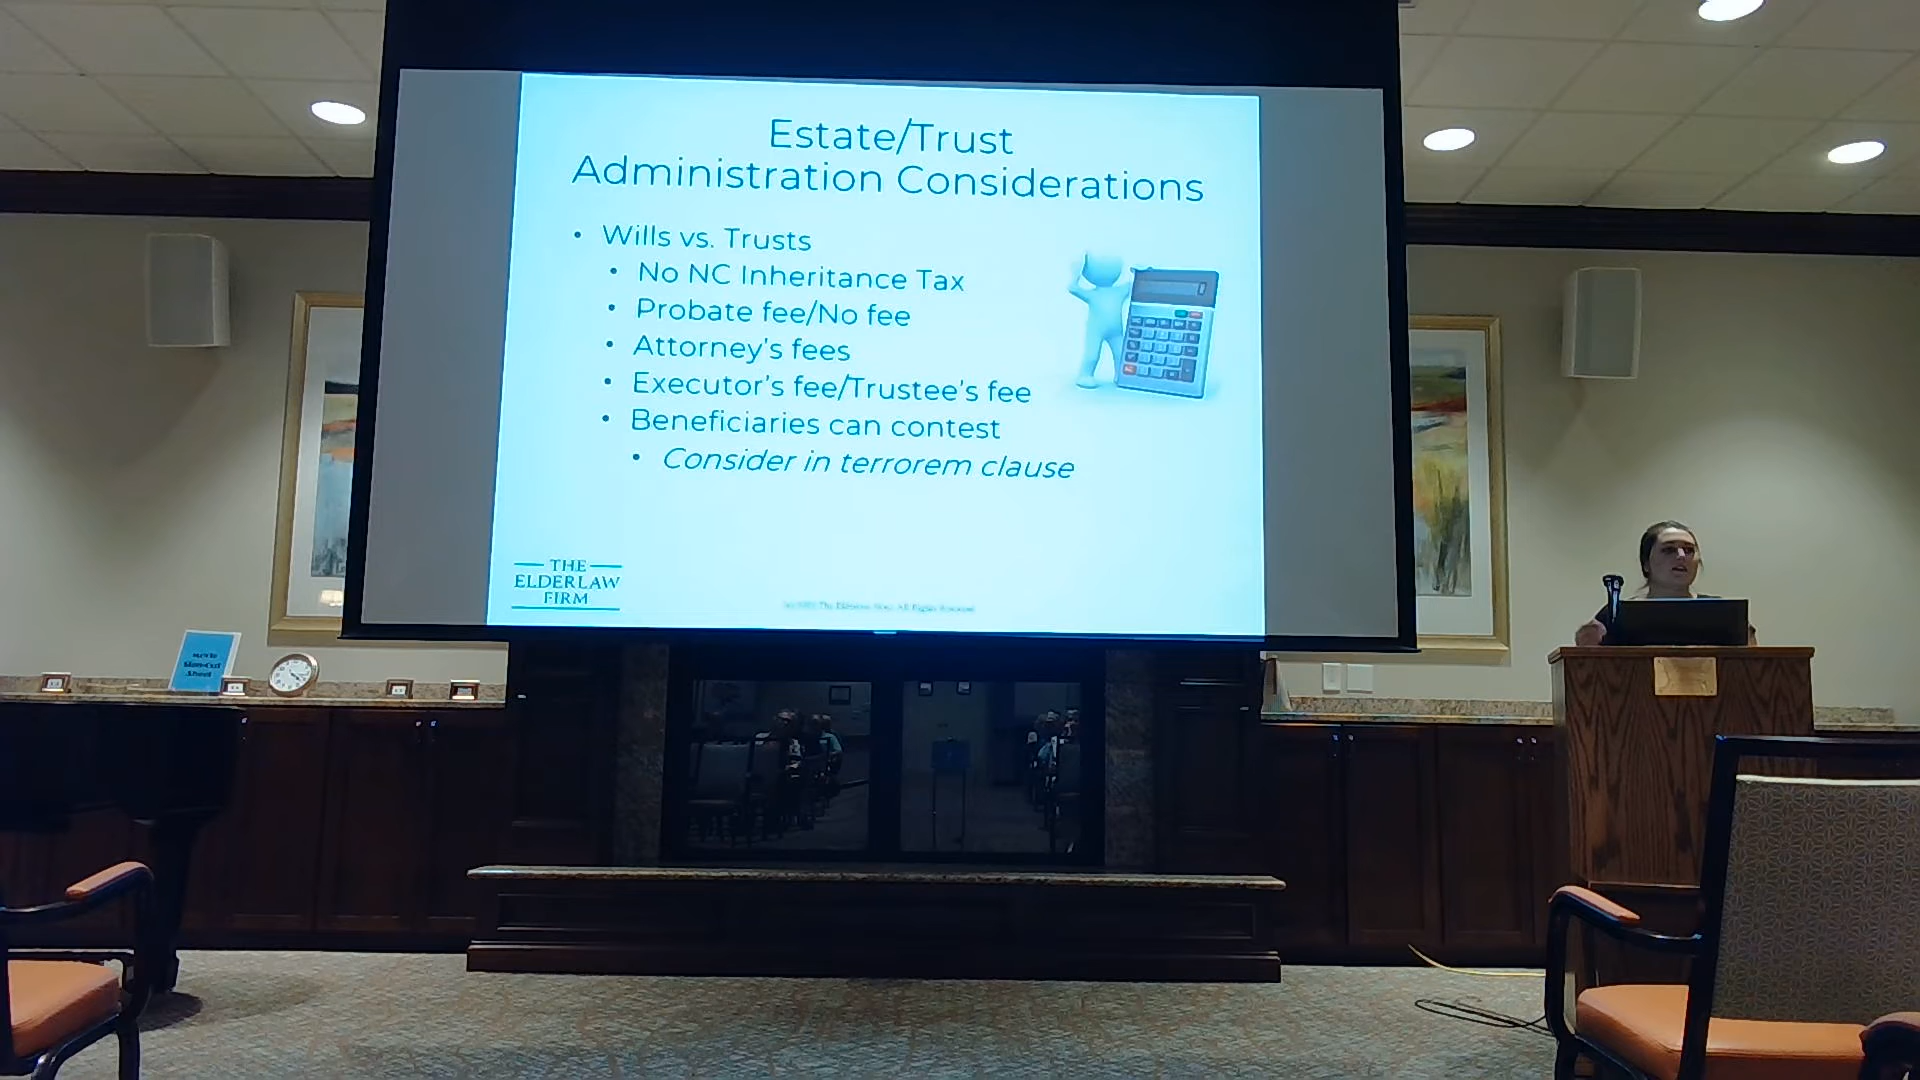 Estate/Trust
Administration Considerations
• Wills vs. Trusts
• No NC Inheritance Tax
• Probate fee/No fee
• Attorney's fees
• Executor's fee/Trustee's fee
• Beneficiaries can contest
• Consider in terrorem clause
0
THE
ELDERLAW
FIRM